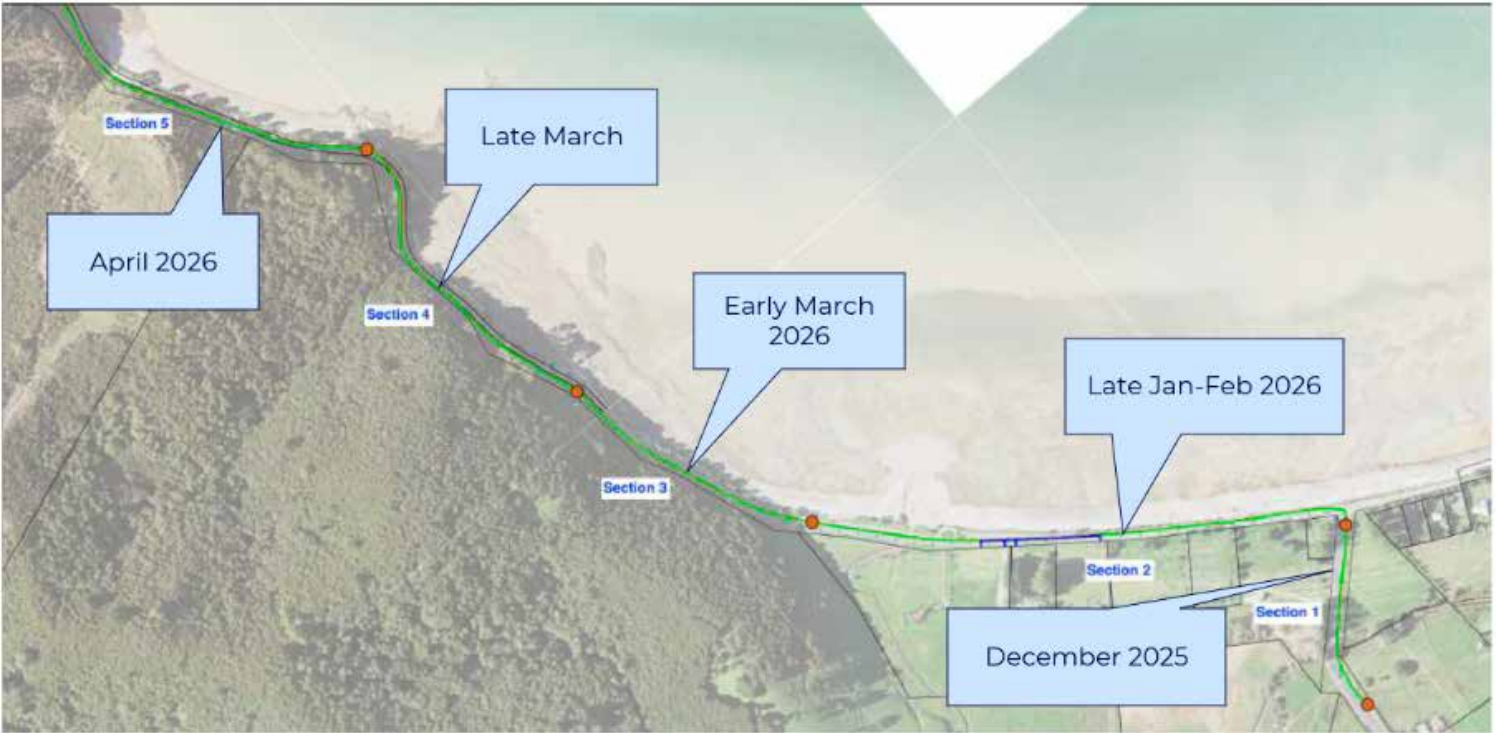 Section 5
Late March
April 2026
Section 4
Early March
2026
Late Jan-Feb 2026
Section 3
Section 2
Section 1
December 2025